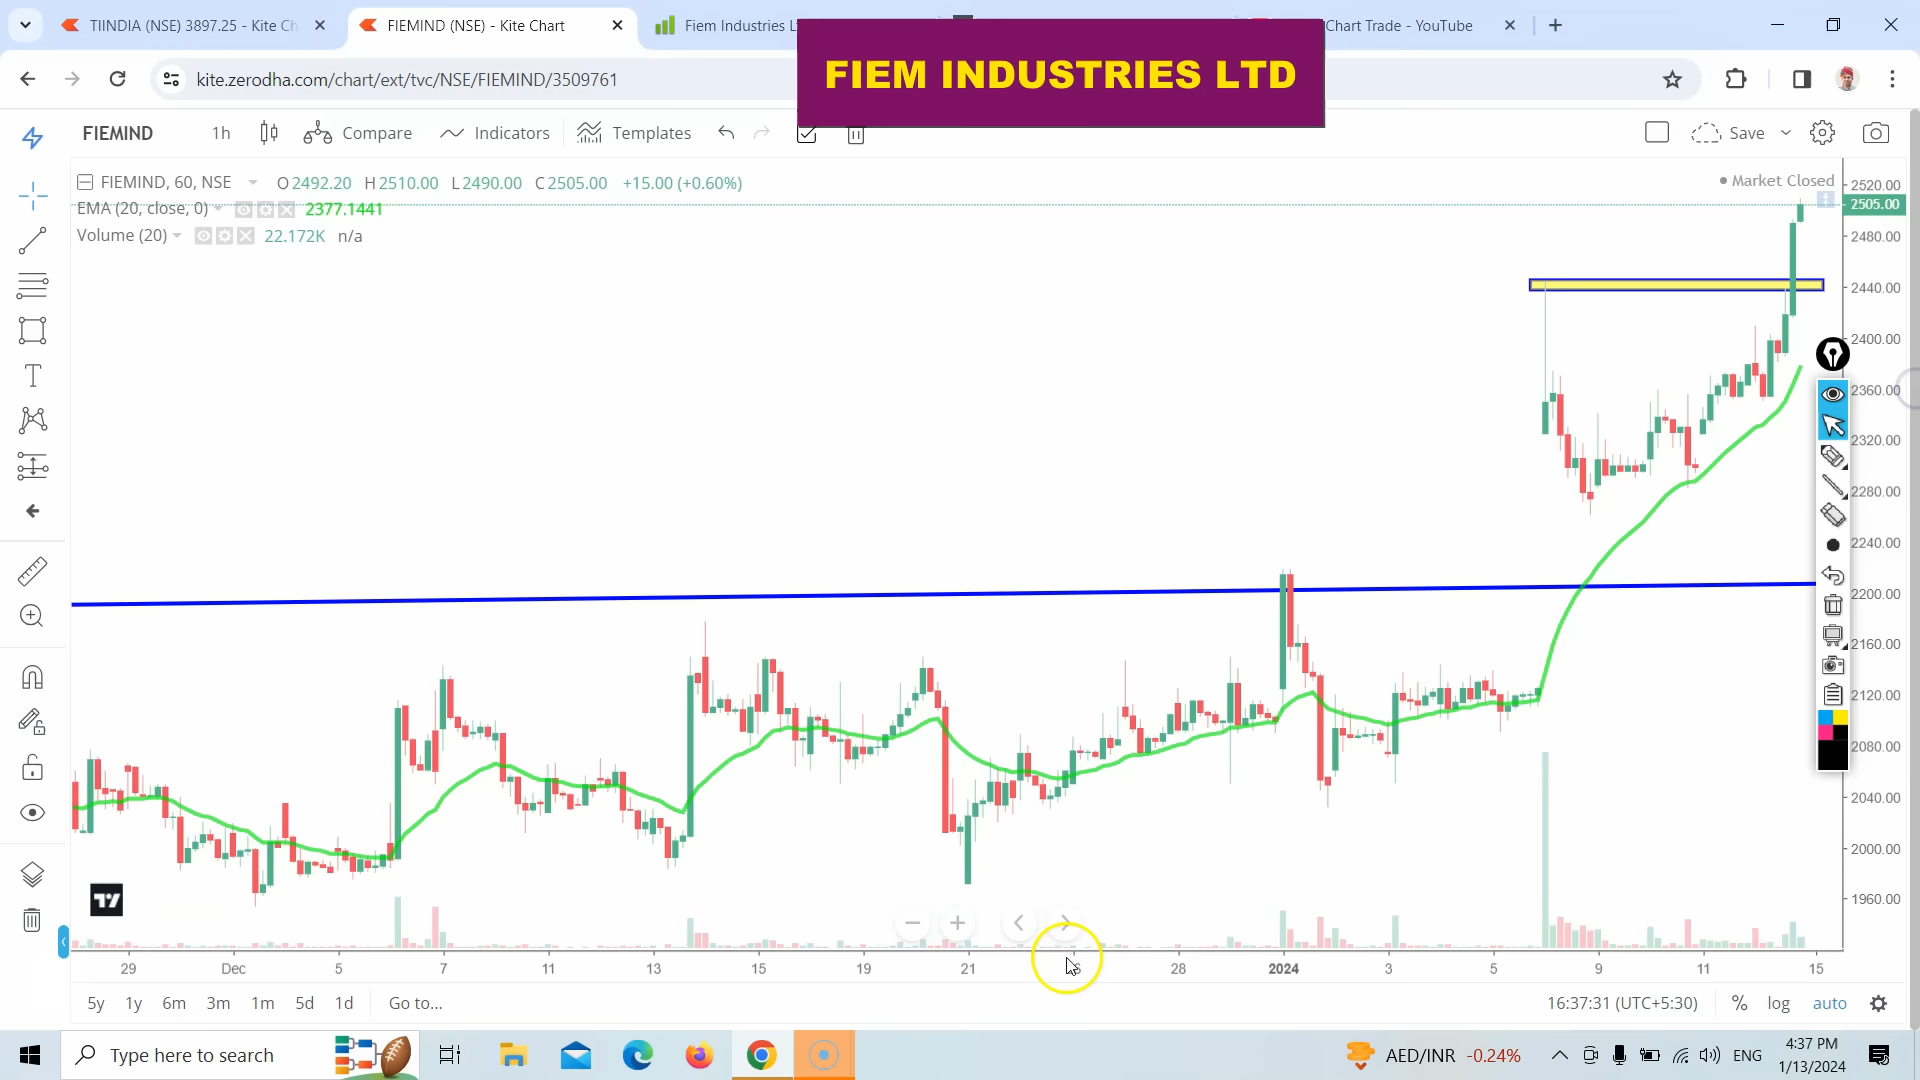 TIINDIA (NSE) 3897.25 - Kite Ch
FIEMIND (NSE) - Kite Chart
Fiem Industries L
Chart Trade - YouTube
kite.zerodha.com/chart/ext/tvc/NSE/FIEMIND/3509761
FIEM INDUSTRIES LTD
FIEMIND 1h Compare Indicators Templates Save
FIEMIND, 60, NSE O2492.20 H2510.00 L2490.00 C2505.00 +15.00 (+0.60%)
Market Closed
EMA (20, close, 0) 2377.1441
Volume (20) 22.172K n/a
2520.00
2505.00
2480.00
2440.00
2400.00
2360.00
2320.00
2280.00
2240.00
2200.00
2160.00
2120.00
2080.00
2040.00
2000.00
1960.00
29 Dec 5 7 11 13 15 19 21 28 2024 3 5 9 11 15
5y 1y 6m 3m 1m 5d 1d Go to... 16:37:31 (UTC+5:30) % log auto
Type here to search
AED/INR -0.24%
ENG
4:37 PM
1/13/2024